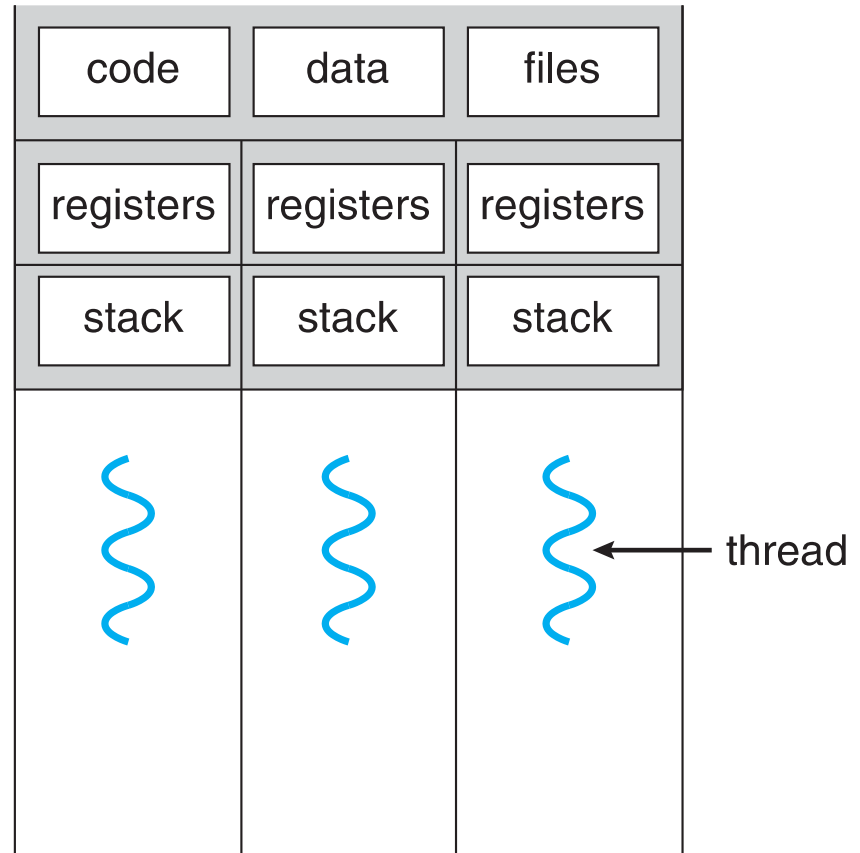 code data files
registers registers registers
stack stack stack
thread